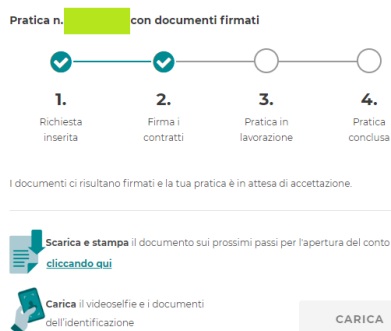 Pratica n. con documenti firmati
1. 2. 3. 4.
Richiesta Firma i Pratica in Pratica
inserita contratti lavorazione conclusa
I documenti ci risultano firmati e la tua pratica è in attesa di accettazione.
Scarica e stampa il documento sui prossimi passi per l'apertura del conto
cliccando qui
Carica il videoselfie e i documenti
dell'identificazione
CARICA